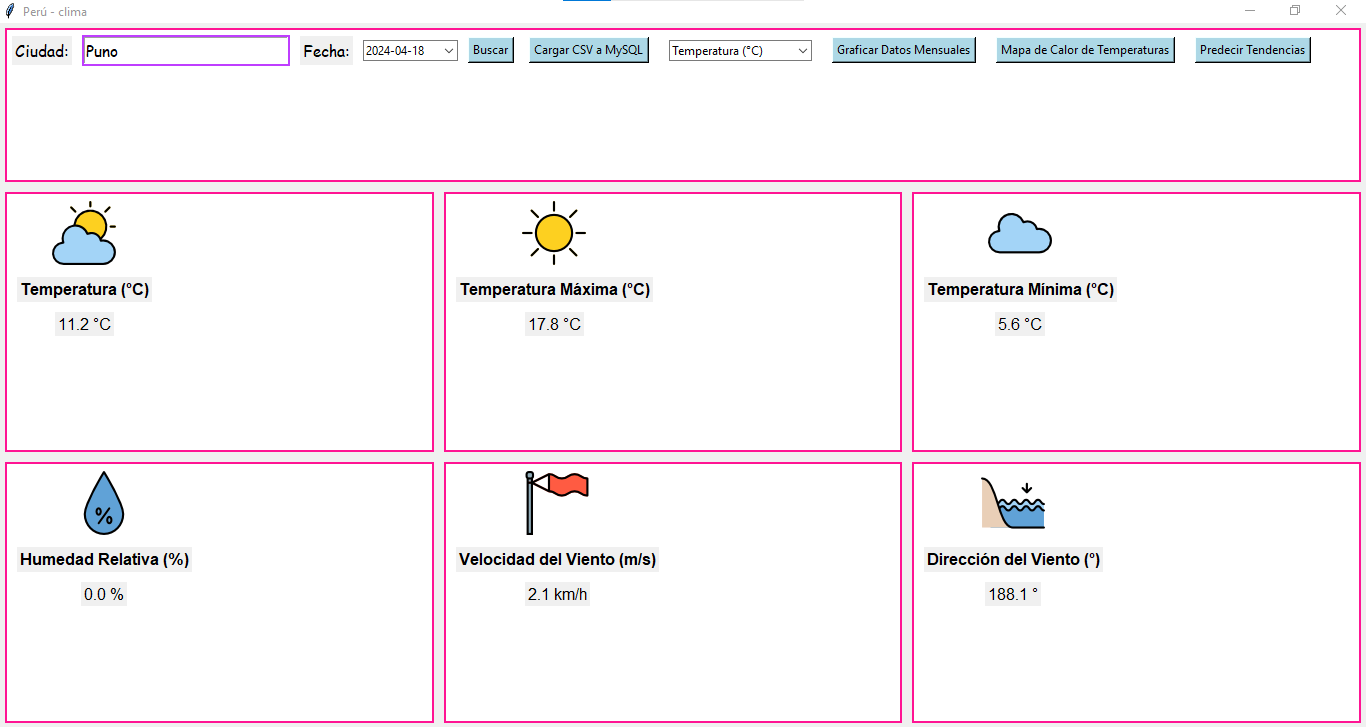 Perú - clima
Ciudad: Puno Fecha: 2024-04-18 Buscar Cargar CSV a MySQL Temperatura (°C) Graficar Datos Mensuales Mapa de Calor de Temperaturas Predecir Tendencias
Temperatura (°C) Temperatura Máxima (°C) Temperatura Mínima (°C)
11.2 °C 17.8 °C 5.6 °C
%
Humedad Relativa (%) Velocidad del Viento (m/s) Dirección del Viento (°)
0.0 % 2.1 km/h 188.1 °